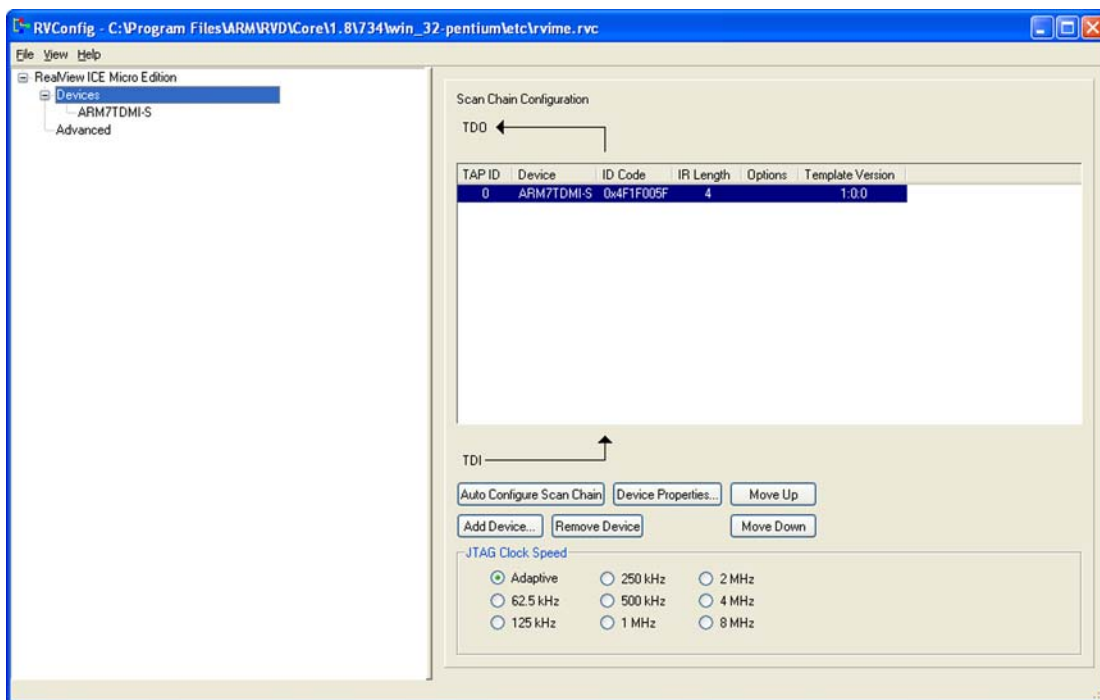 RVConfig - C:\Program Files\ARM\RVD\Core\1.8\734\win_32-pentium\etc\rvime.rvc
File View Help
RealView ICE Micro Edition
Devices
ARM7TDMI-S
Advanced
Scan Chain Configuration
TDO
TAP ID Device ID Code IR Length Options Template Version
0 ARM7TDMI-S 0x4F1F005F 4 1:0:0
TDI
Auto Configure Scan Chain Device Properties... Move Up
Add Device... Remove Device Move Down
JTAG Clock Speed
Adaptive 250 kHz 2 MHz
62.5 kHz 500 kHz 4 MHz
125 kHz 1 MHz 8 MHz